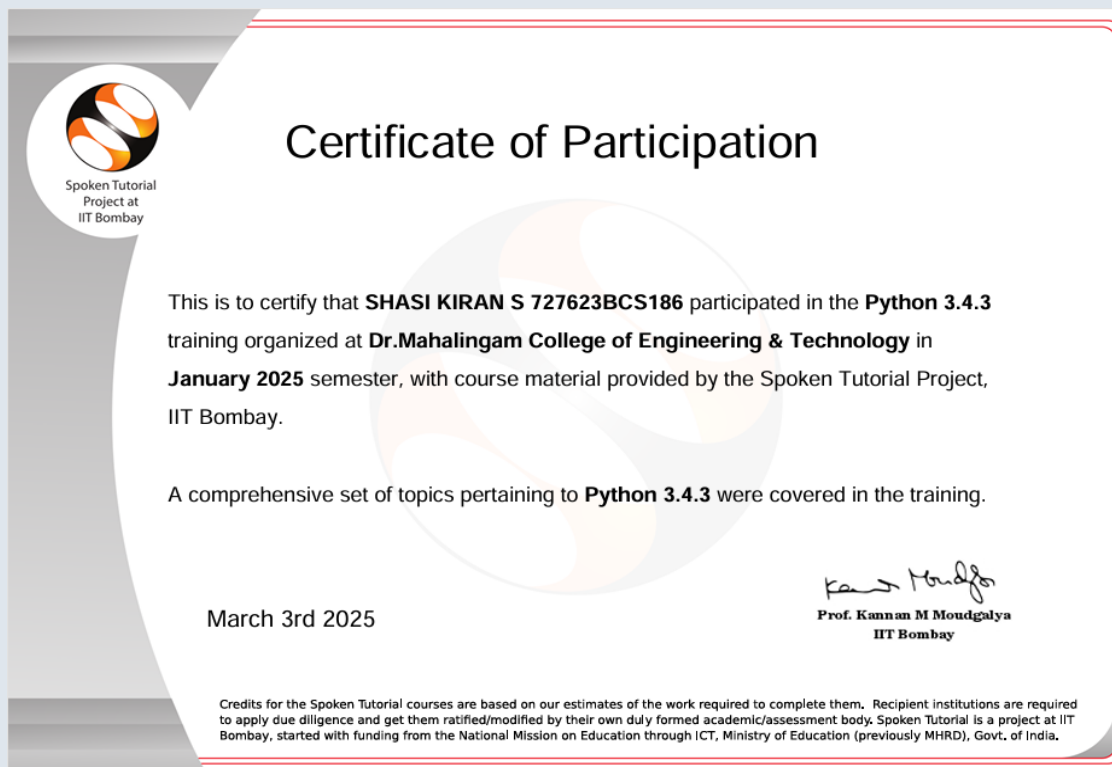 Spoken Tutorial
Project at
IIT Bombay
Certificate of Participation
This is to certify that SHASI KIRAN S 727623BCS186 participated in the Python 3.4.3
training organized at Dr.Mahalingam College of Engineering & Technology in
January 2025 semester, with course material provided by the Spoken Tutorial Project,
IIT Bombay.
A comprehensive set of topics pertaining to Python 3.4.3 were covered in the training.
March 3rd 2025
Prof. Kannan M Moudgalya
IIT Bombay
Credits for the Spoken Tutorial courses are based on our estimates of the work required to complete them. Recipient institutions are required
to apply due diligence and get them ratified/modified by their own duly formed academic/assessment body. Spoken Tutorial is a project at IIT
Bombay, started with funding from the National Mission on Education through ICT, Ministry of Education (previously MHRD), Govt. of India.